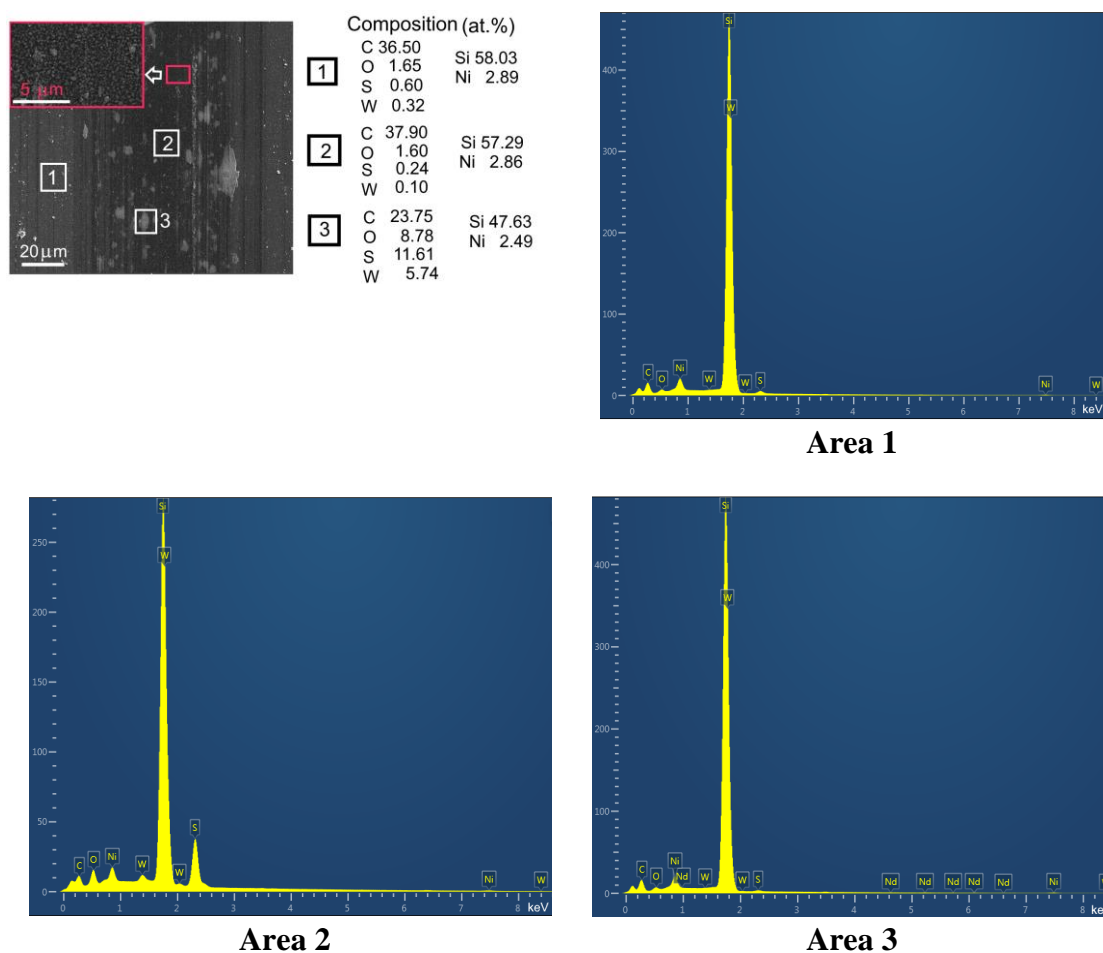 Composition (at.%)
5 μm
1
C 36.50
O 1.65
S 0.60
W 0.32
Si 58.03
Ni 2.89
2
C 37.90
O 1.60
S 0.24
W 0.10
Si 57.29
Ni 2.86
3
C 23.75
O 8.78
S 11.61
W 5.74
Si 47.63
Ni 2.49
2
1
3
20 μm
Si
W
400
300
200
100
0
C O Ni W W S Ni W
0 1 2 3 4 5 6 7 8 keV
Area 1
Si
W
250
200
150
100
50
0
S
C O Ni W W Ni W
0 1 2 3 4 5 6 7 8 keV
Area 2
Si
W
400
300
200
100
0
C O Ni Nd W W S Nd Nd Nd Nd Nd Ni
0 1 2 3 4 5 6 7 8 keV
Area 3